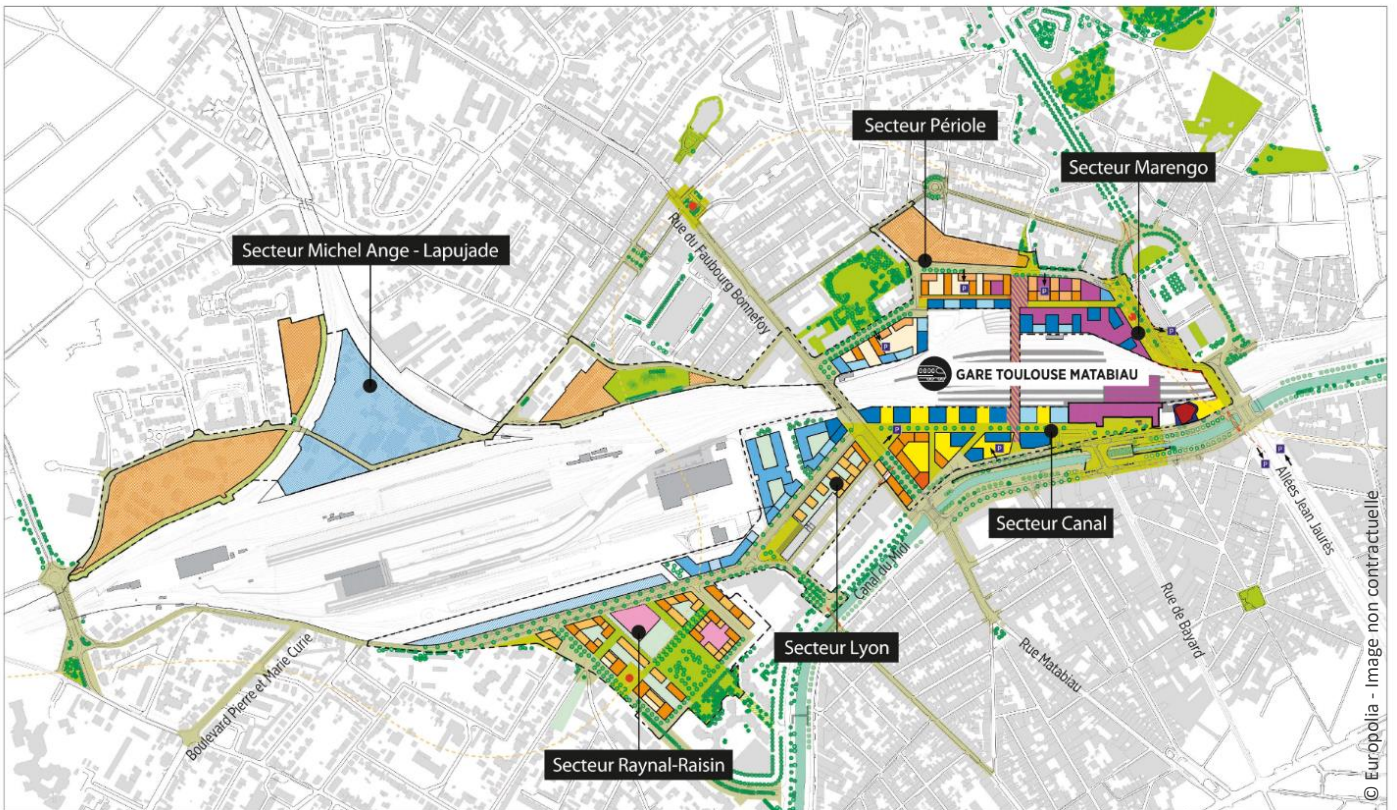 Secteur Périole
Secteur Marengo
Rue du Faubourg Bonnefoy
Secteur Michel Ange - Lapujade
P
P
P
P
GARE TOULOUSE MATABIAU
P
P
P
P
Allées Jean Jaurès
Secteur Canal
Canal du Midi
Rue de Bayard
Secteur Lyon
Rue Matabiau
Boulevard Pierre et Marie Curie
Secteur Raynal-Raisin
© Europolia - Image non contractuelle